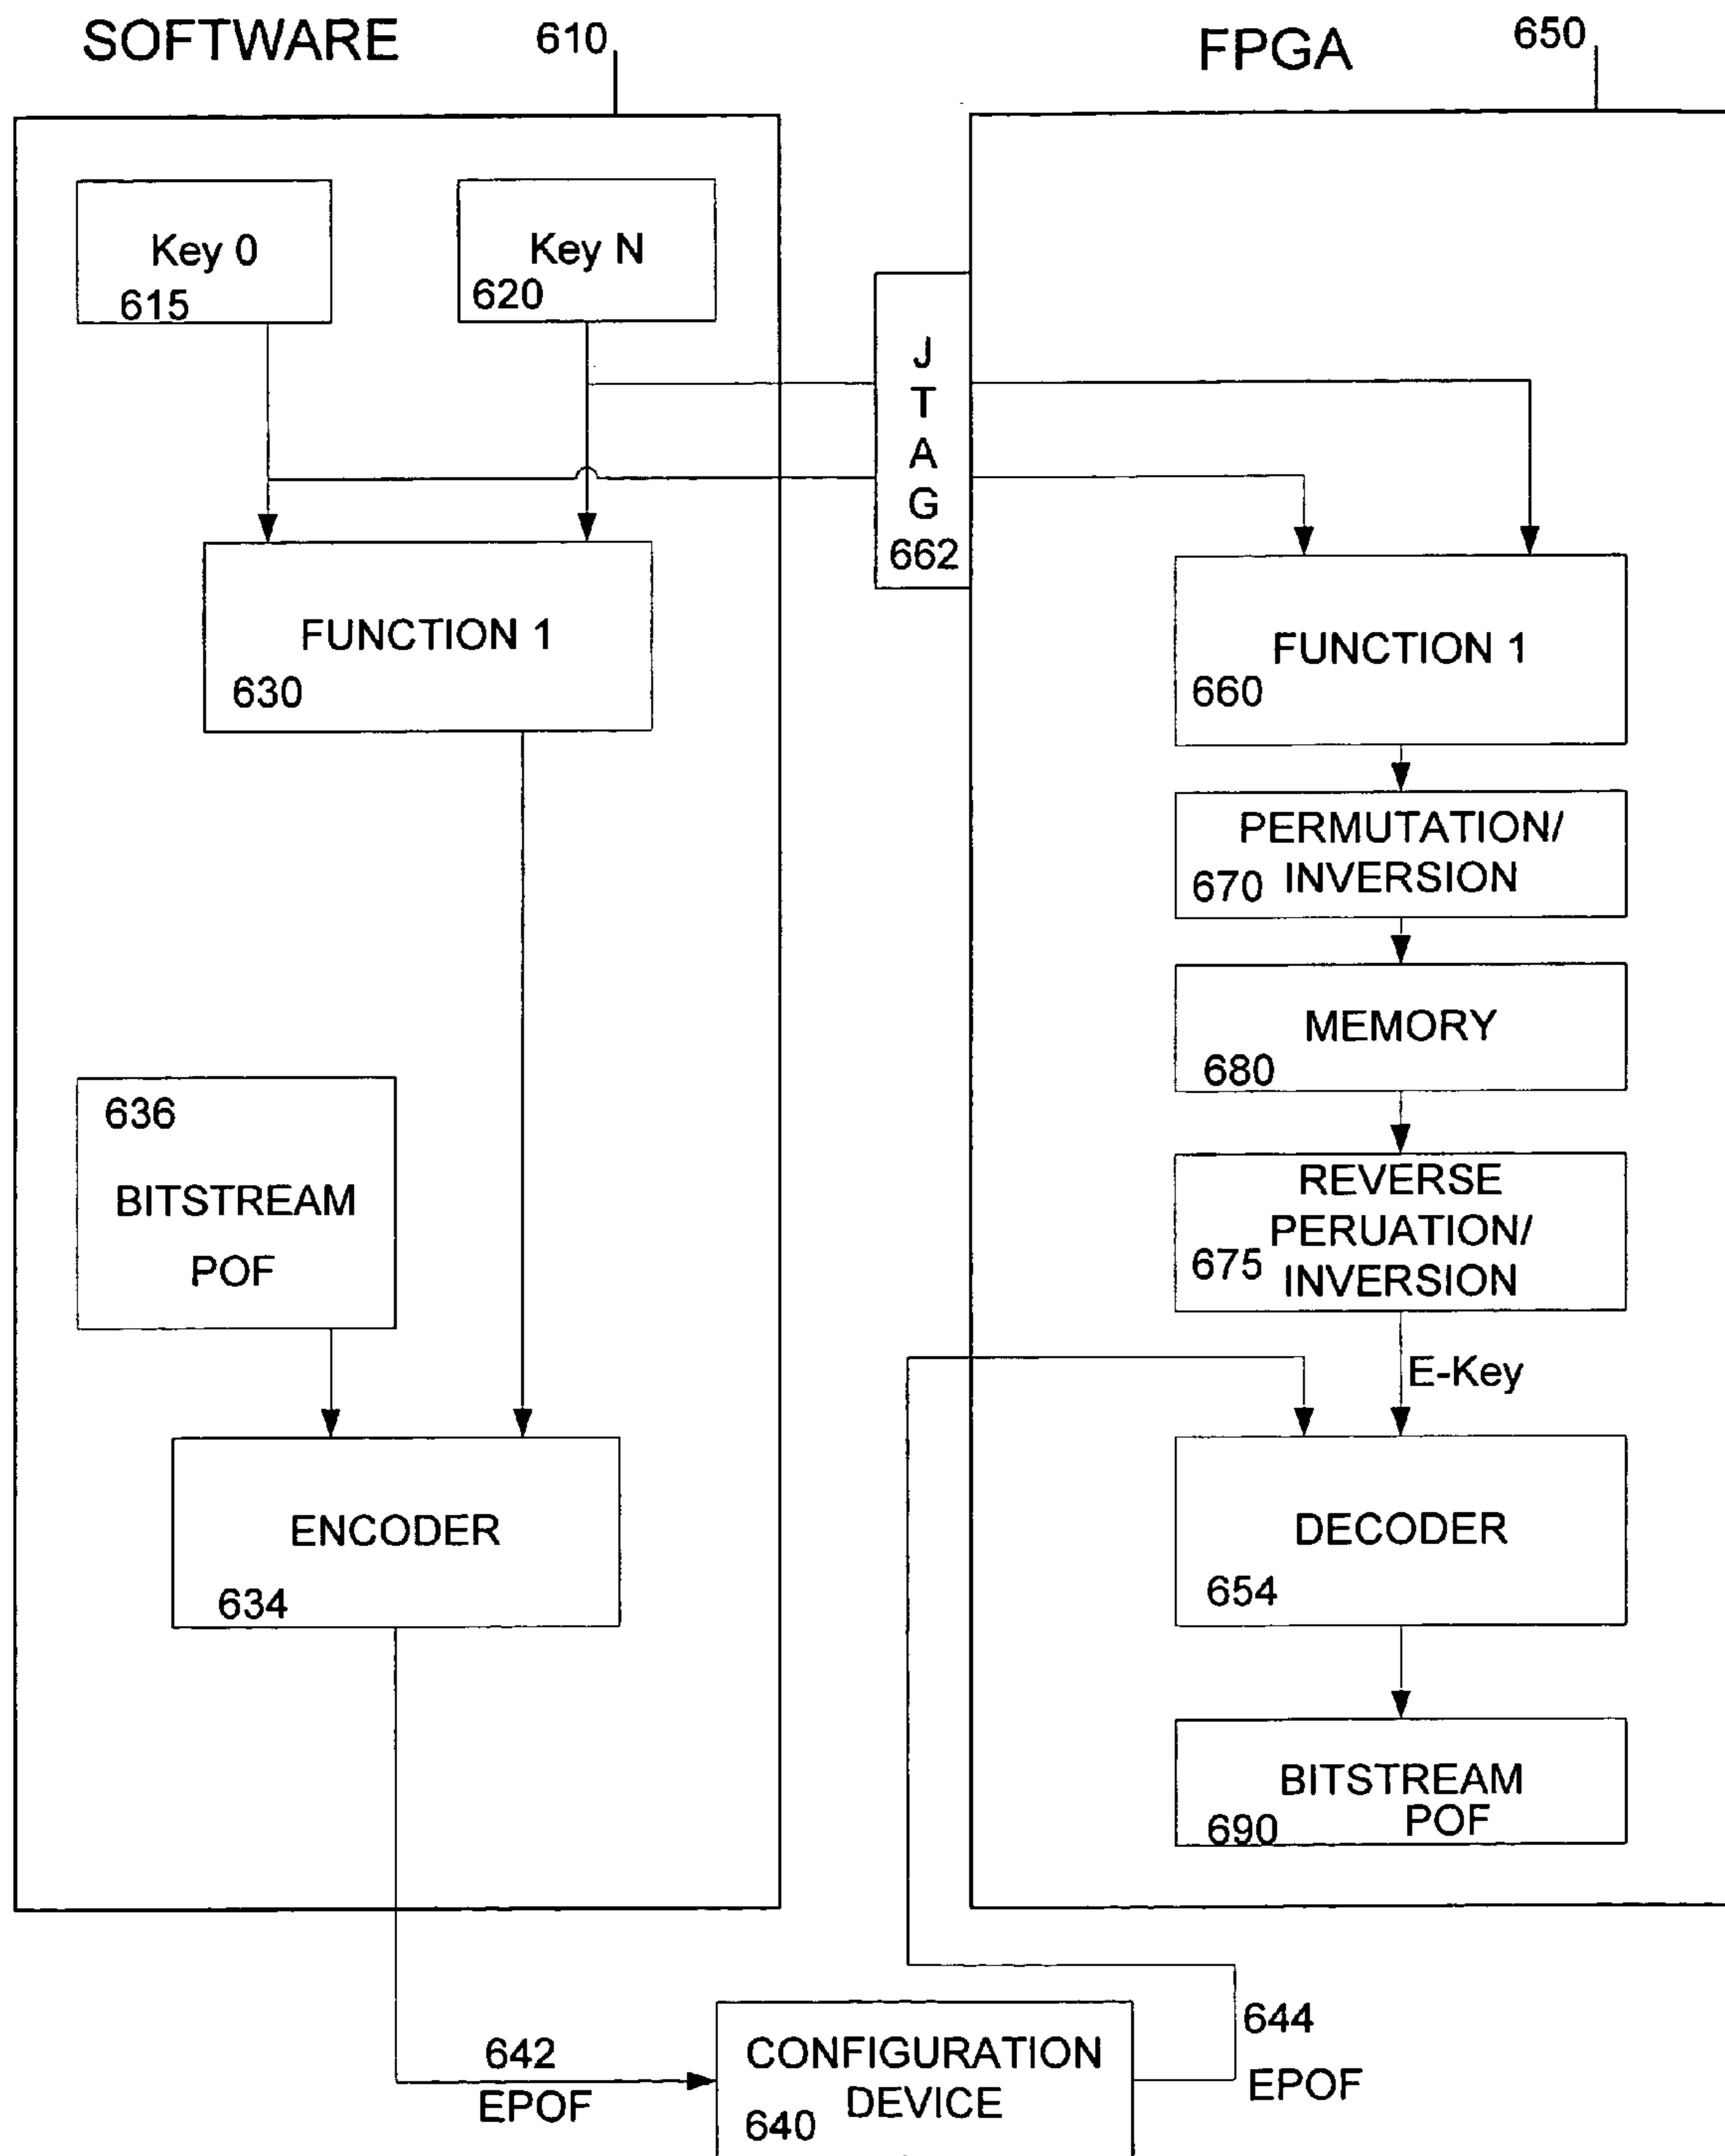 SOFTWARE
610
FPGA
650
Key 0
615
Key N
620
J
T
A
G
662
FUNCTION 1
630
FUNCTION 1
660
PERMUTATION/
670 INVERSION
MEMORY
680
636
BITSTREAM
POF
REVERSE
PERUATION/
675 INVERSION
E-Key
ENCODER
634
DECODER
654
BITSTREAM
690 POF
642
EPOF
CONFIGURATION
DEVICE
640
644
EPOF